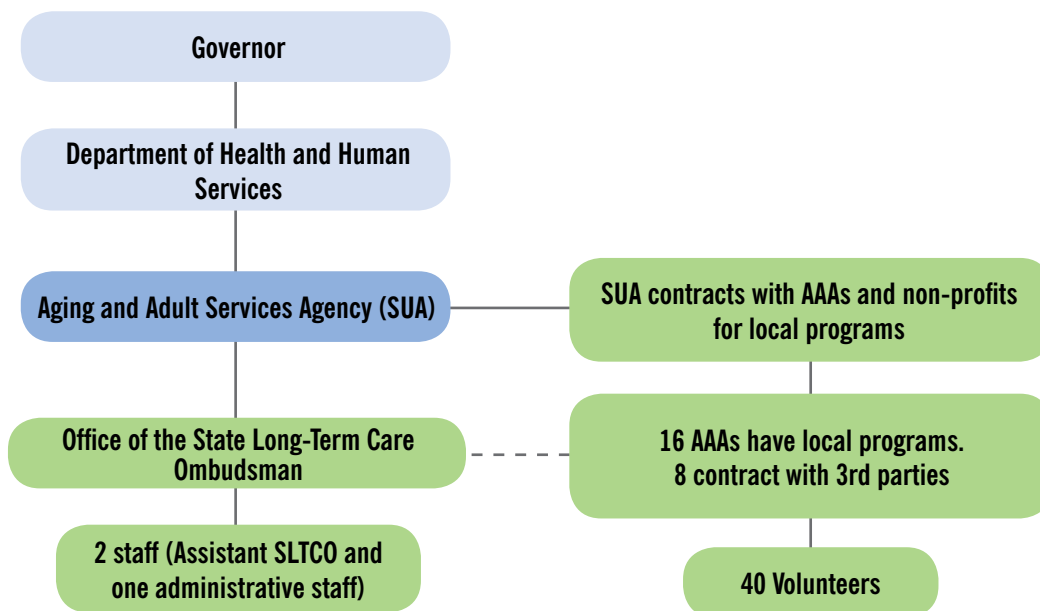 Governor
Department of Health and Human
Services
Aging and Adult Services Agency (SUA)
SUA contracts with AAAs and non-profits
for local programs
Office of the State Long-Term Care
Ombudsman
16 AAAs have local programs.
8 contract with 3rd parties
2 staff (Assistant SLTCO and
one administrative staff)
40 Volunteers